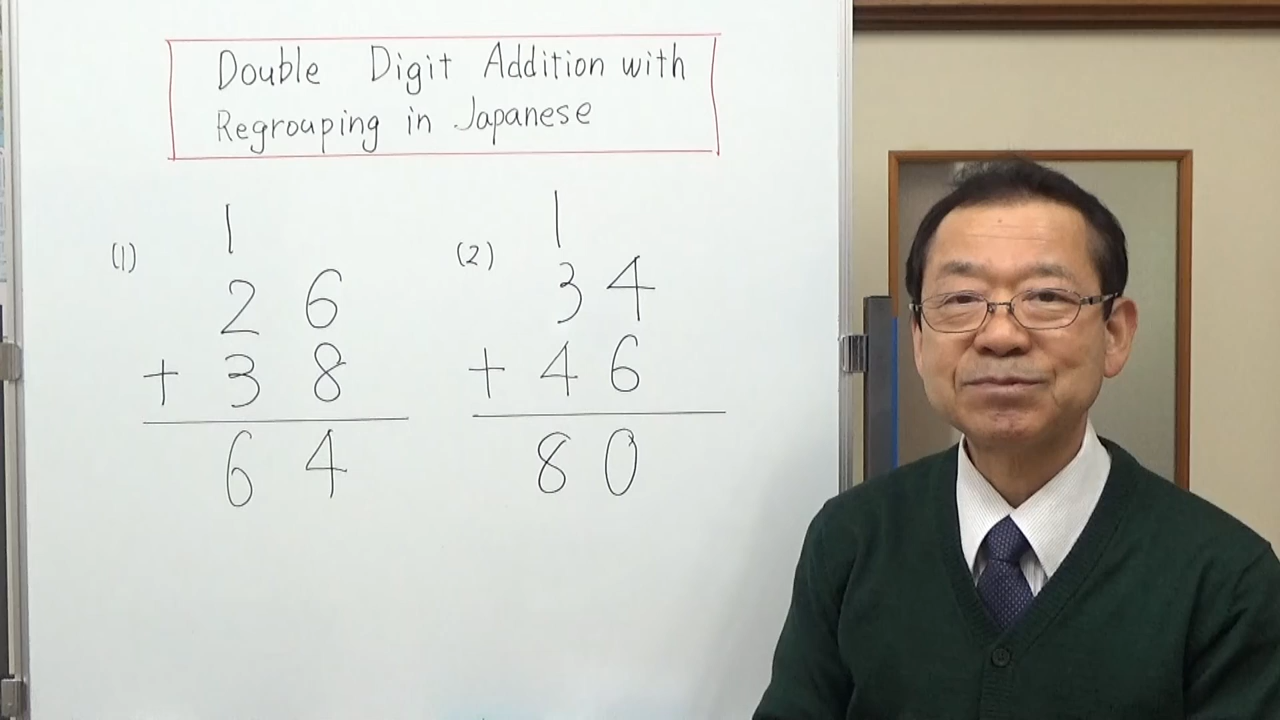 Double Digit Addition with
Regrouping in Japanese
(1)
1
2 6
+ 3 8
6 4
(2)
1
3 4
+ 4 6
8 0